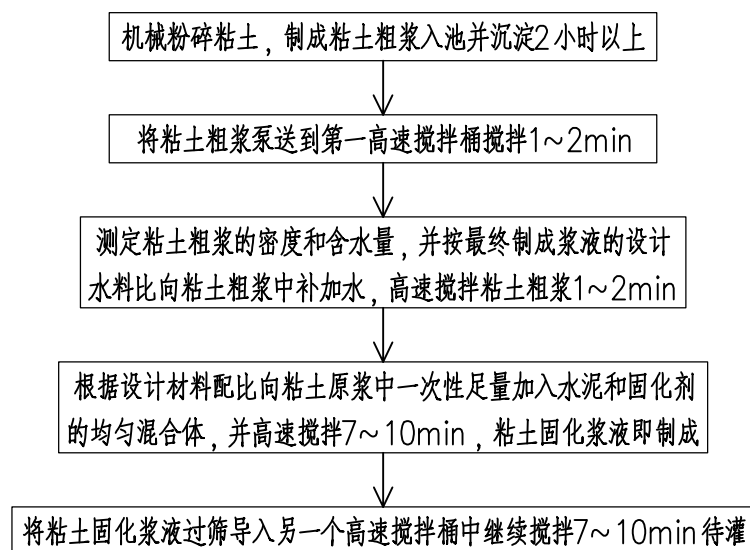 机械粉碎粘土，制成粘土粗浆入池并沉淀2小时以上
将粘土粗浆泵送到第一高速搅拌桶搅拌1~2min
测定粘土粗浆的密度和含水量，并按最终制成浆液的设计
水料比向粘土粗浆中补加水，高速搅拌粘土粗浆1~2min
根据设计材料配比向粘土原浆中一次性足量加入水泥和固化剂
的均匀混合体，并高速搅拌7~10min，粘土固化浆液即制成
将粘土固化浆液过筛导入另一个高速搅拌桶中继续搅拌7~10min待灌